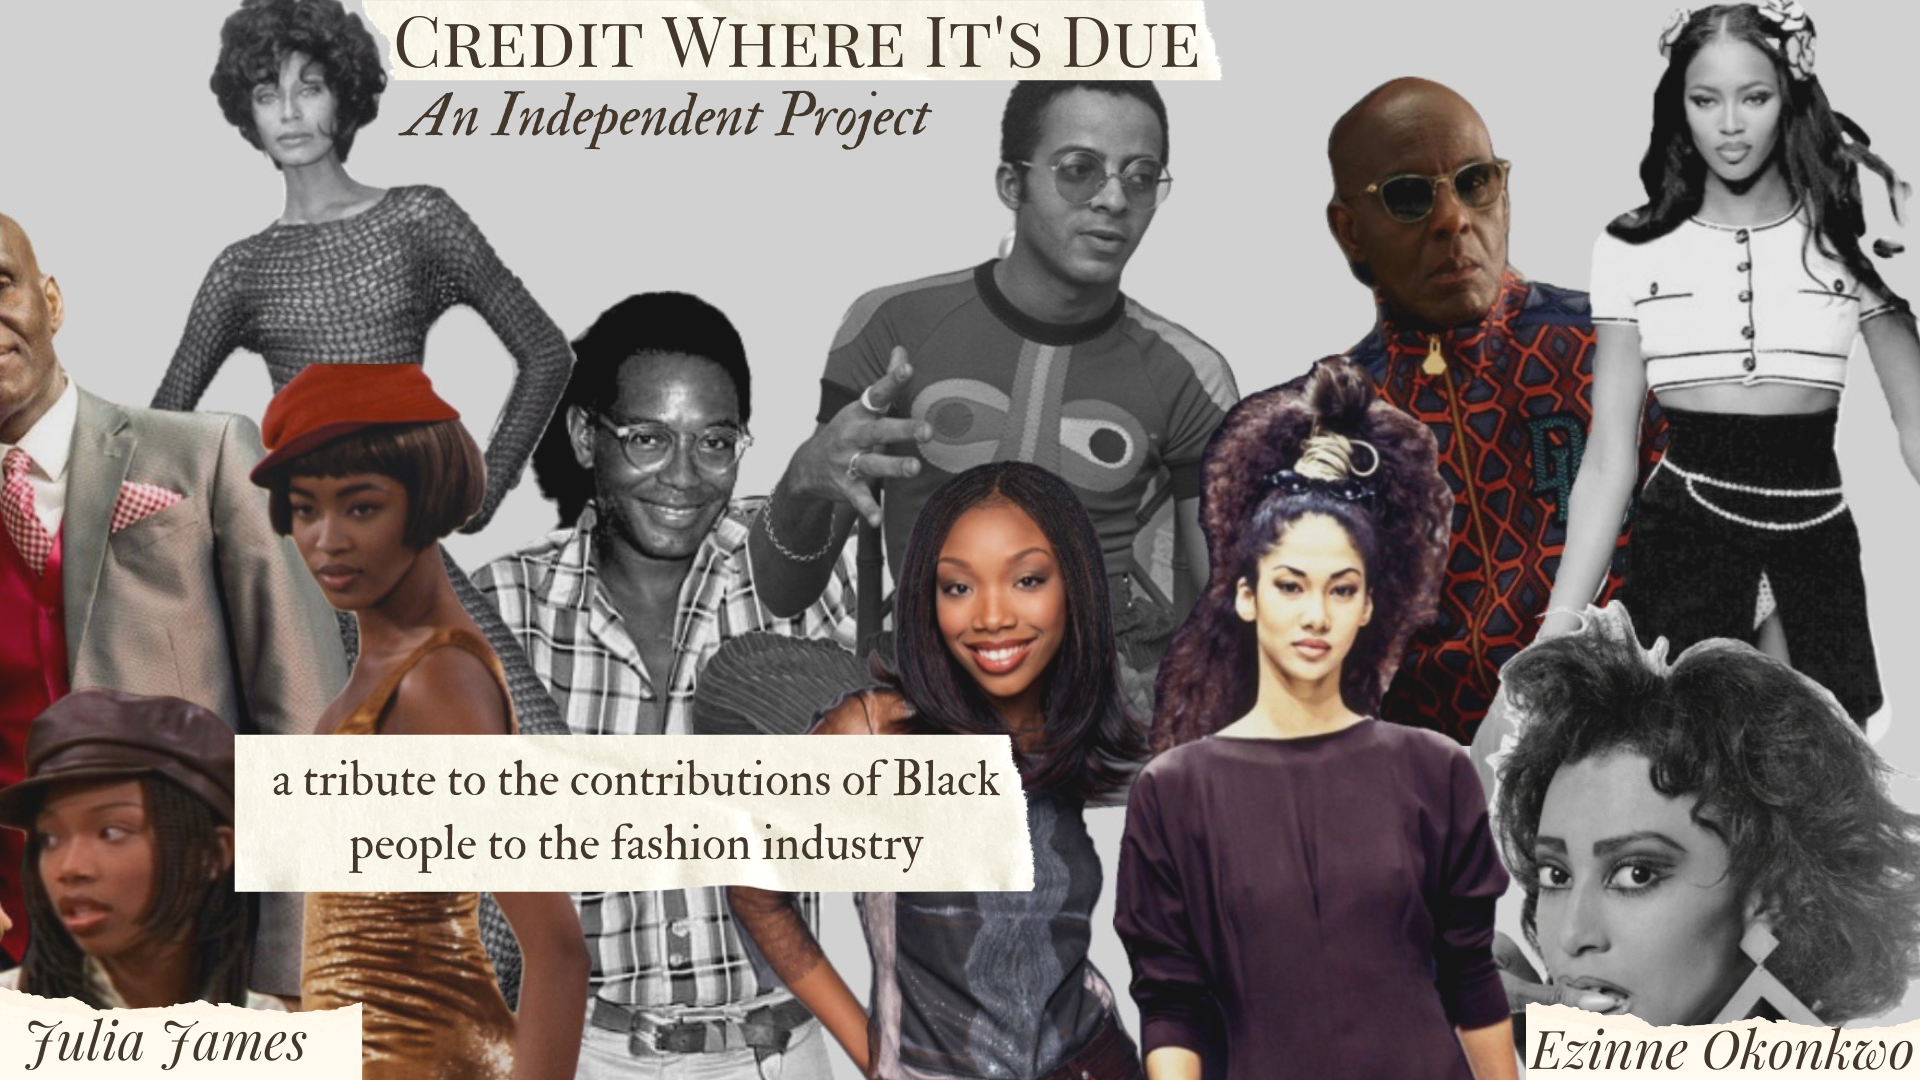 Credit Where It's Due
An Independent Project
a tribute to the contributions of Black
people to the fashion industry
Julia James
Ezinne Okonkwo